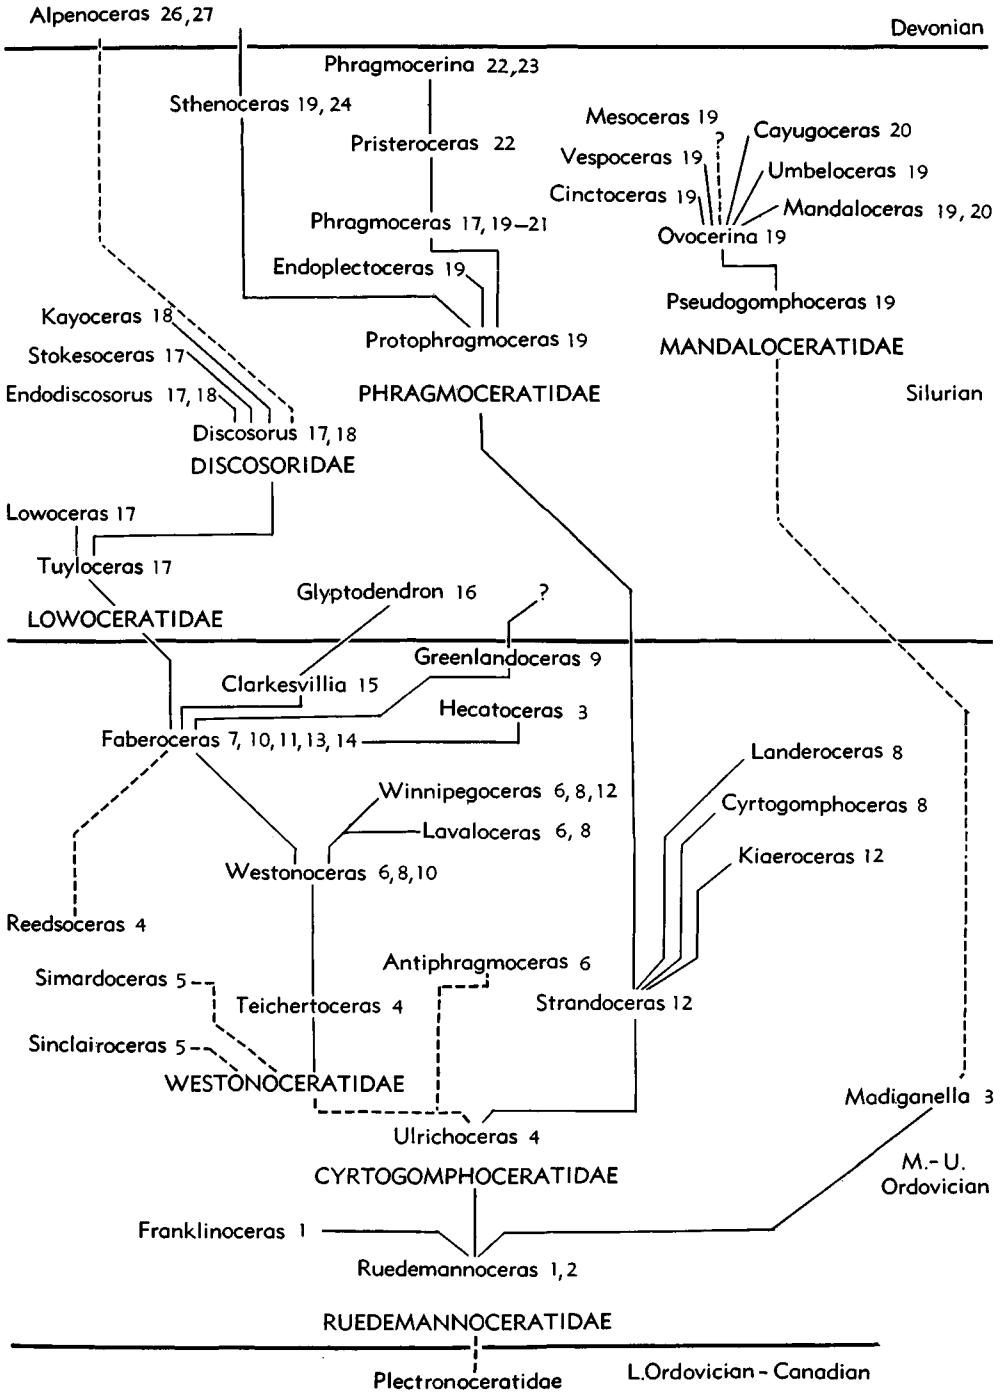 Alpenoceras 26,27
Devonian
Phragmocerina 22,23
Sthenoceras 19, 24
Mesoceras 19
?
Cayugoceras 20
Pristeroceras 22
Vespoceras 19
Umbeloceras 19
Cinctoceras 19
Mandaloceras 19, 20
Phragmoceras 17, 19–21
Ovocerina 19
Endoplectoceras 19
Pseudogomphoceras 19
Kayoceras 18
Protophragmoceras 19
MANDALOCERATIDAE
Stokesoceras 17
Endodiscosorus 17, 18
PHRAGMOCERATIDAE
Silurian
Discosorus 17, 18
DISCOSORIDAE
Lowoceras 17
Tuyloceras 17
Glyptodendron 16
?
LOWOCERATIDAE
Greenlandoceras 9
Clarkesvillia 15
Hecatoceras 3
Faberoceras 7, 10, 11, 13, 14
Landeroceras 8
Winnipegoceras 6, 8, 12
Cyrtogomphoceras 8
Lavaloceras 6, 8
Kiaeroceras 12
Westonoceras 6,8,10
Reedsoceras 4
Antiphragmoceras 6
Simardoceras 5
Teichertoceras 4
Strandoceras 12
Sinclairoceras 5
WESTONOCERATIDAE
Madiganella 3
Ulrichoceras 4
M.-U.
Ordovician
CYRTOGOMPHOCERATIDAE
Franklinoceras 1
Ruedemannoceras 1,2
RUEDEMANNOCERATIDAE
L.Ordovician - Canadian
Plectronoceratidae